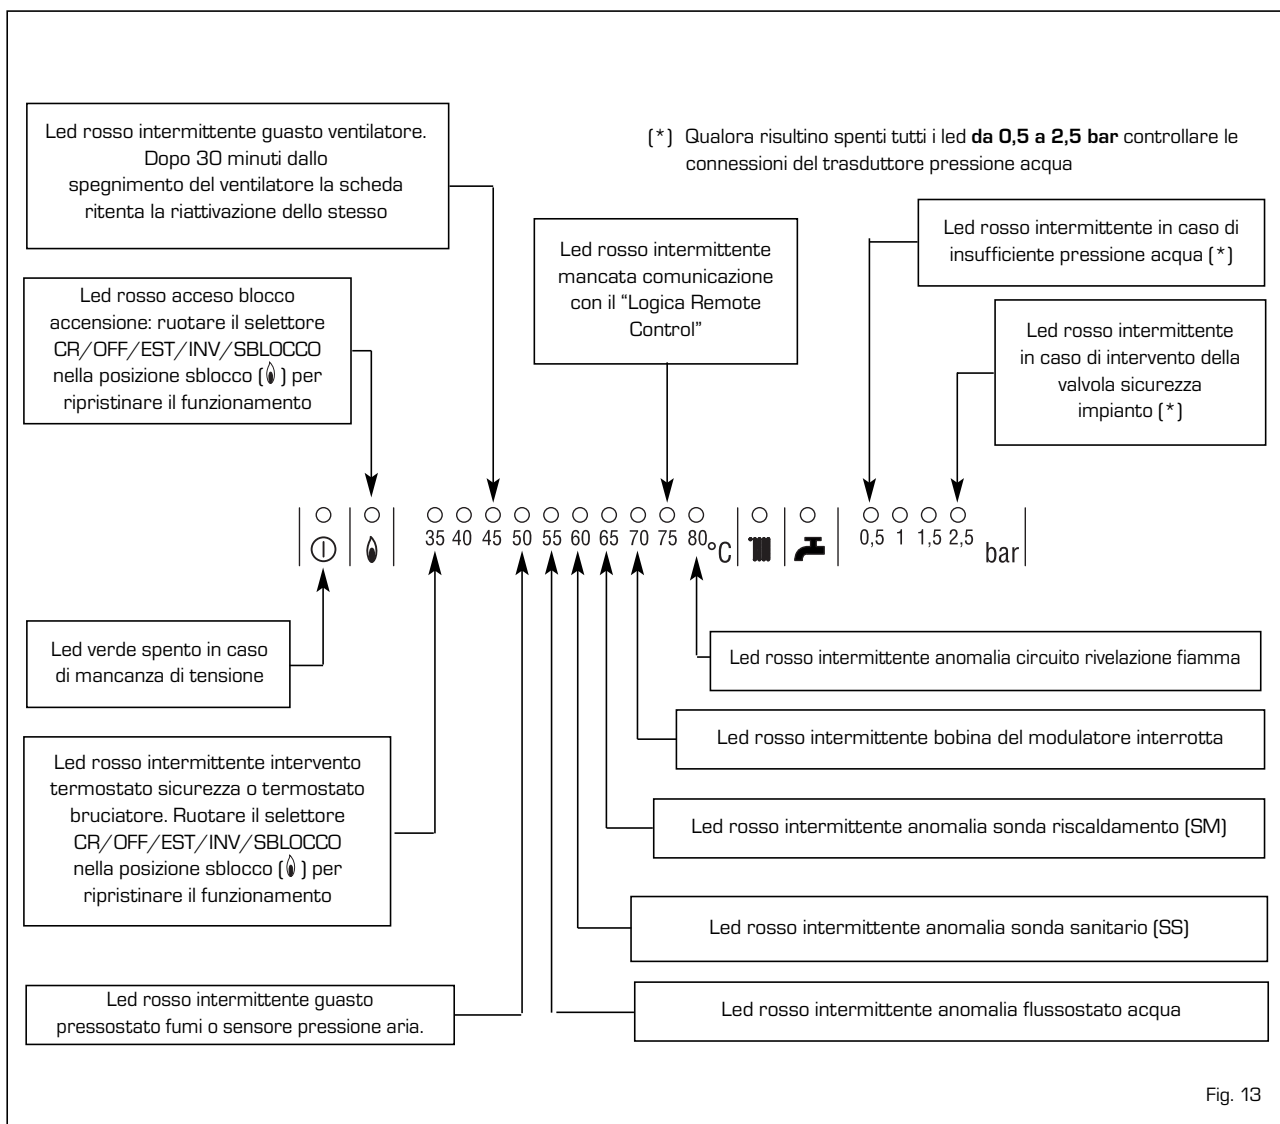 Led rosso intermittente guasto ventilatore.
Dopo 30 minuti dallo
spegnimento del ventilatore la scheda
ritenta la riattivazione dello stesso
(*) Qualora risultino spenti tutti i led da 0,5 a 2,5 bar controllare le
connessioni del trasduttore pressione acqua
Led rosso intermittente
mancata comunicazione
con il “Logica Remote
Control”
Led rosso intermittente in caso di
insufficiente pressione acqua (*)
Led rosso acceso blocco
accensione: ruotare il selettore
CR/OFF/EST/INV/SBLOCCO
nella posizione sblocco ( ) per
ripristinare il funzionamento
Led rosso intermittente
in caso di intervento della
valvola sicurezza
impianto (*)
35 40 45 50 55 60 65 70 75 80 °C 0,5 1 1,5 2,5 bar
Led verde spento in caso
di mancanza di tensione
Led rosso intermittente anomalia circuito rivelazione fiamma
Led rosso intermittente bobina del modulatore interrotta
Led rosso intermittente intervento
termostato sicurezza o termostato
bruciatore. Ruotare il selettore
CR/OFF/EST/INV/SBLOCCO
nella posizione sblocco ( ) per
ripristinare il funzionamento
Led rosso intermittente anomalia sonda riscaldamento (SM)
Led rosso intermittente anomalia sonda sanitario (SS)
Led rosso intermittente guasto
pressostato fumi o sensore pressione aria.
Led rosso intermittente anomalia flussostato acqua
Fig. 13